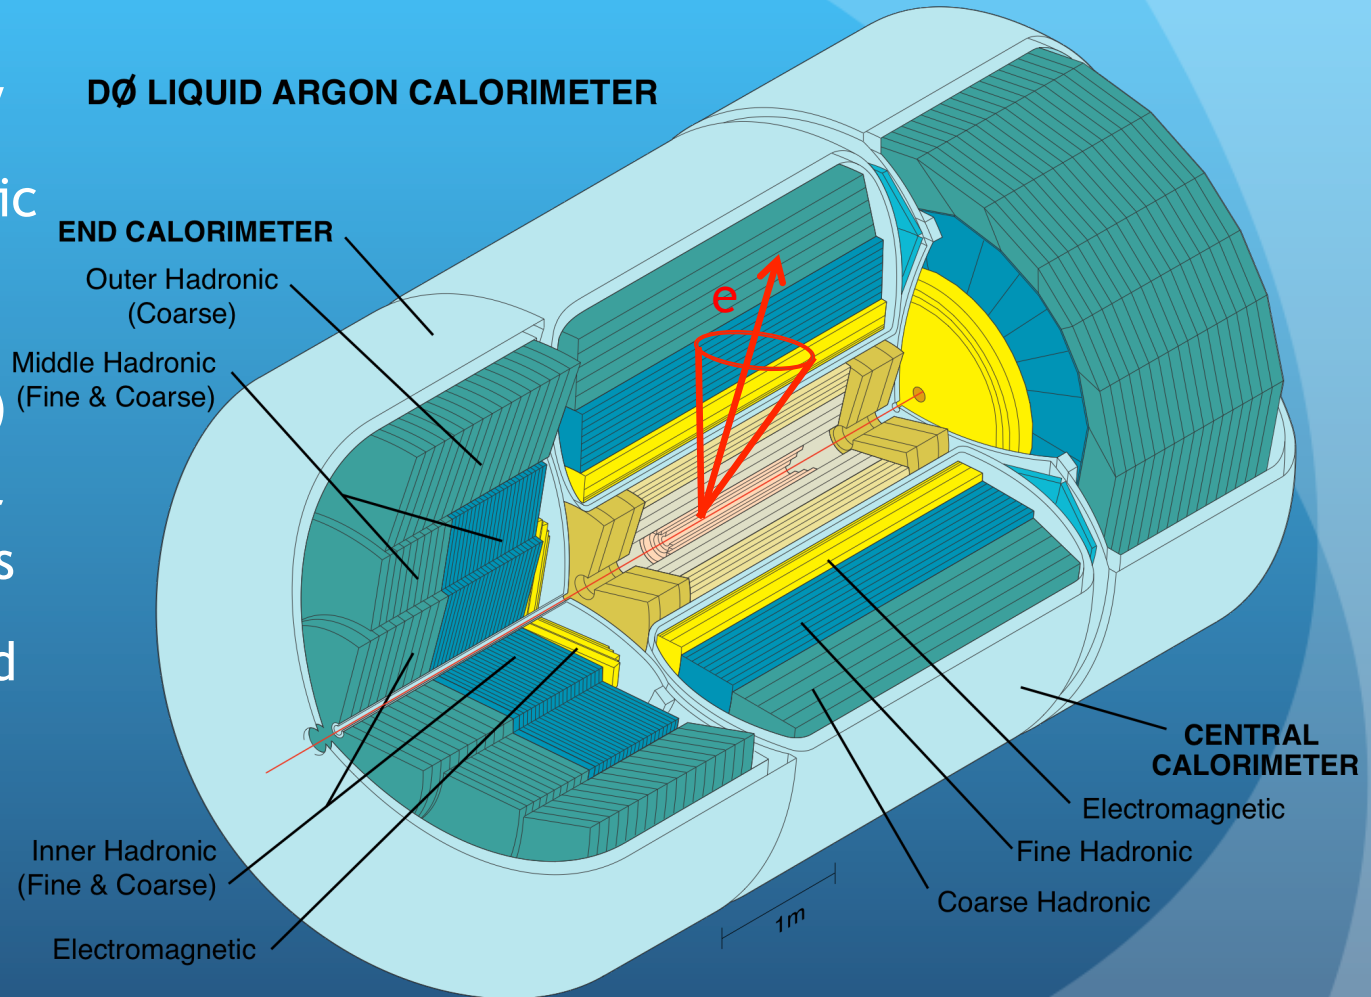 DØ LIQUID ARGON CALORIMETER
ic
END CALORIMETER
Outer Hadronic
(Coarse)
Middle Hadronic
(Fine & Coarse)
e
s
d
CENTRAL
CALORIMETER
Electromagnetic
Fine Hadronic
Coarse Hadronic
Inner Hadronic
(Fine & Coarse)
Electromagnetic
1m